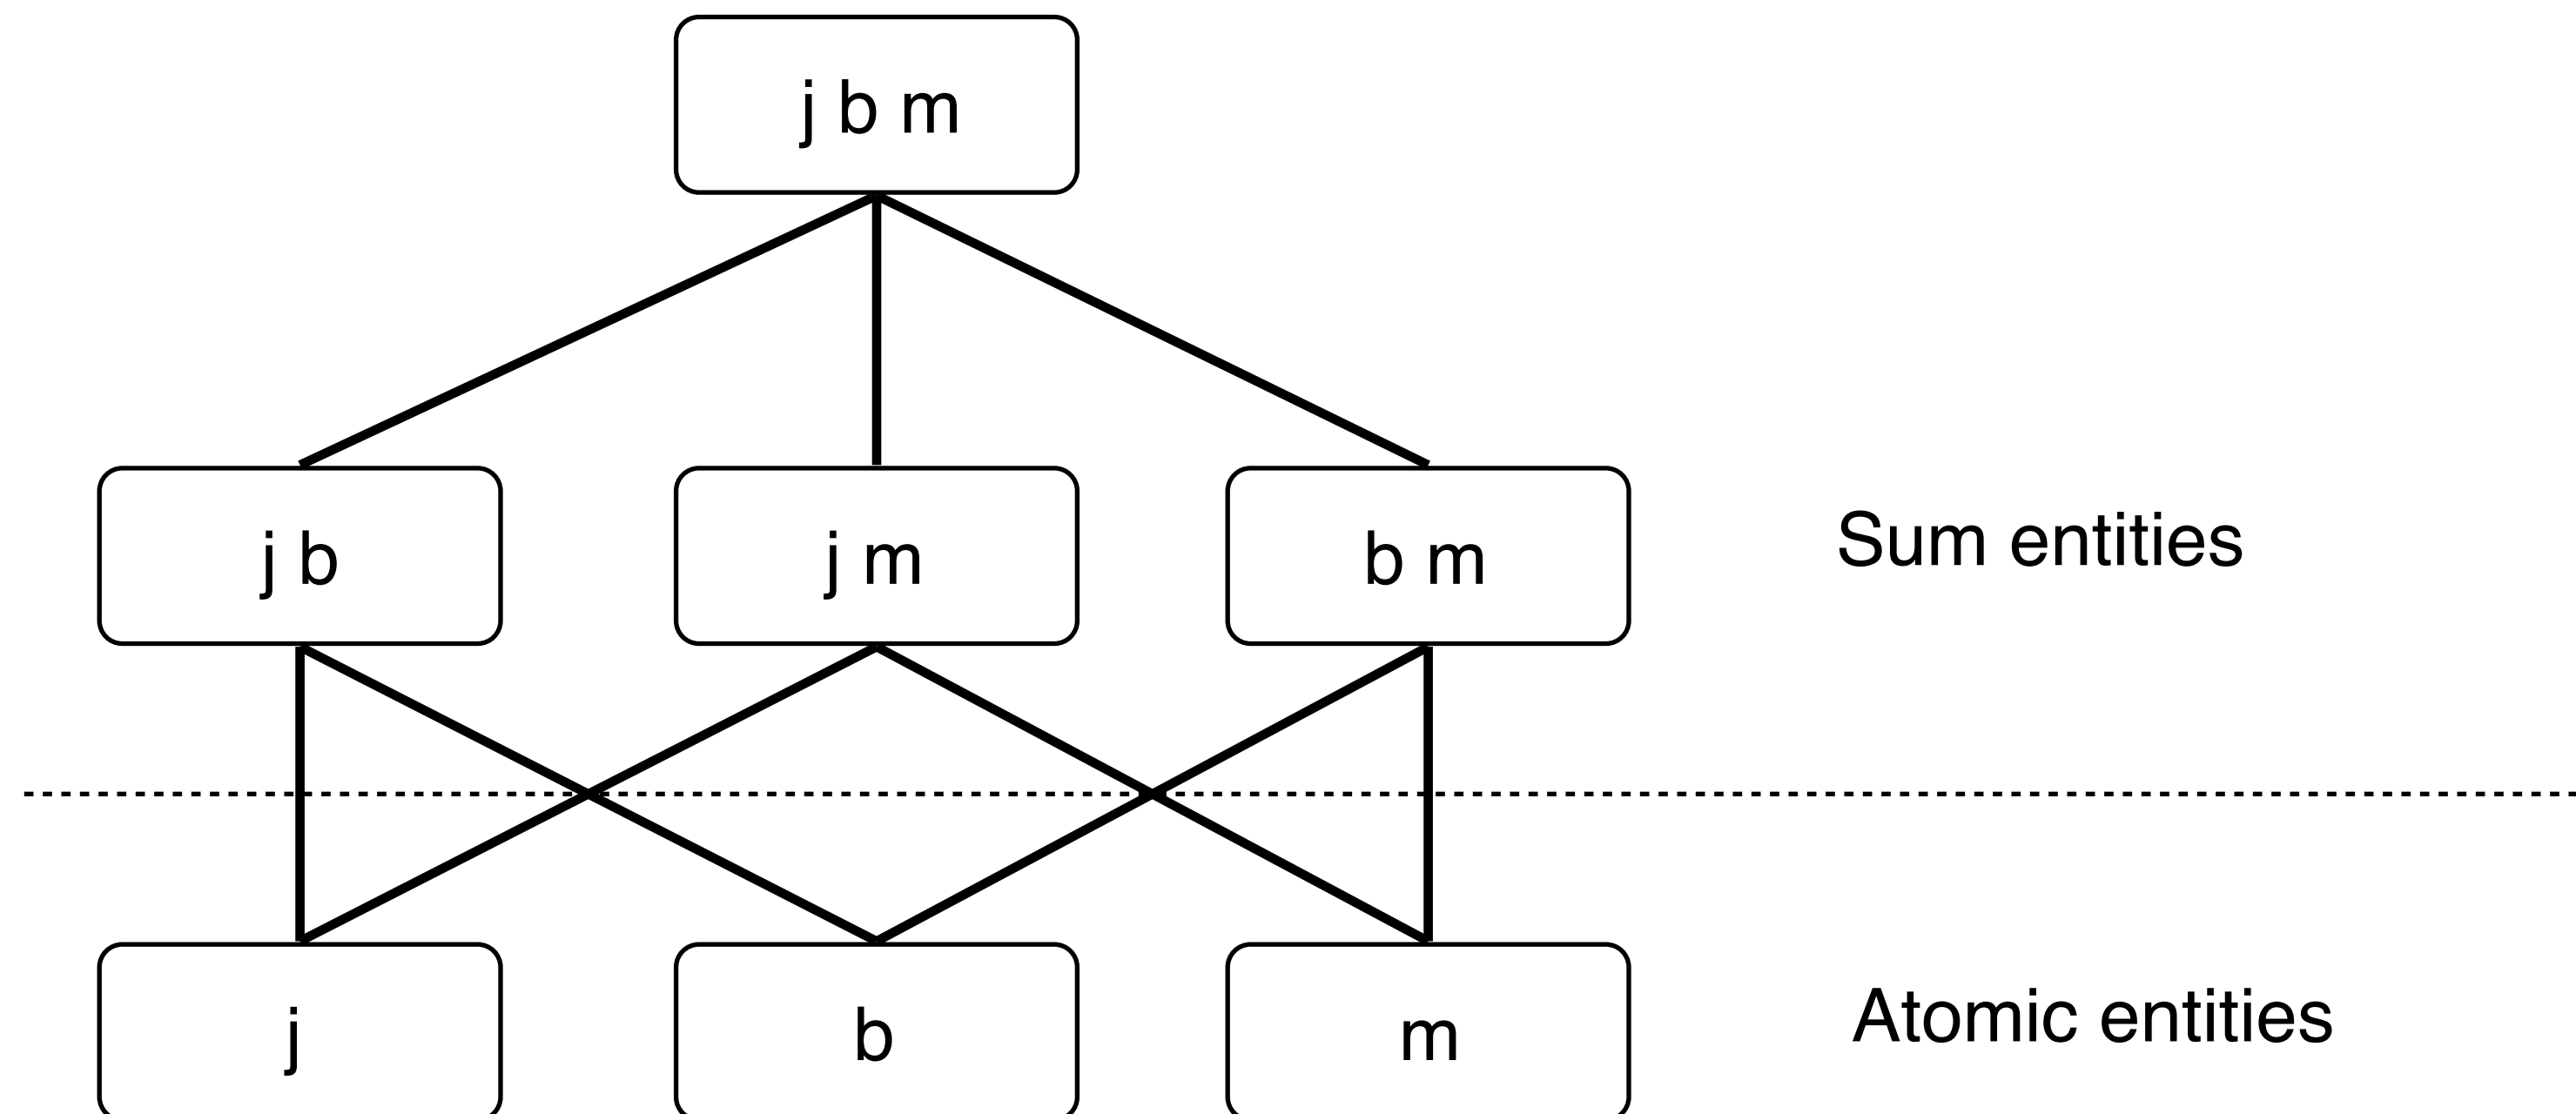 j b m
j b
j m
b m
Sum entities
j
b
m
Atomic entities